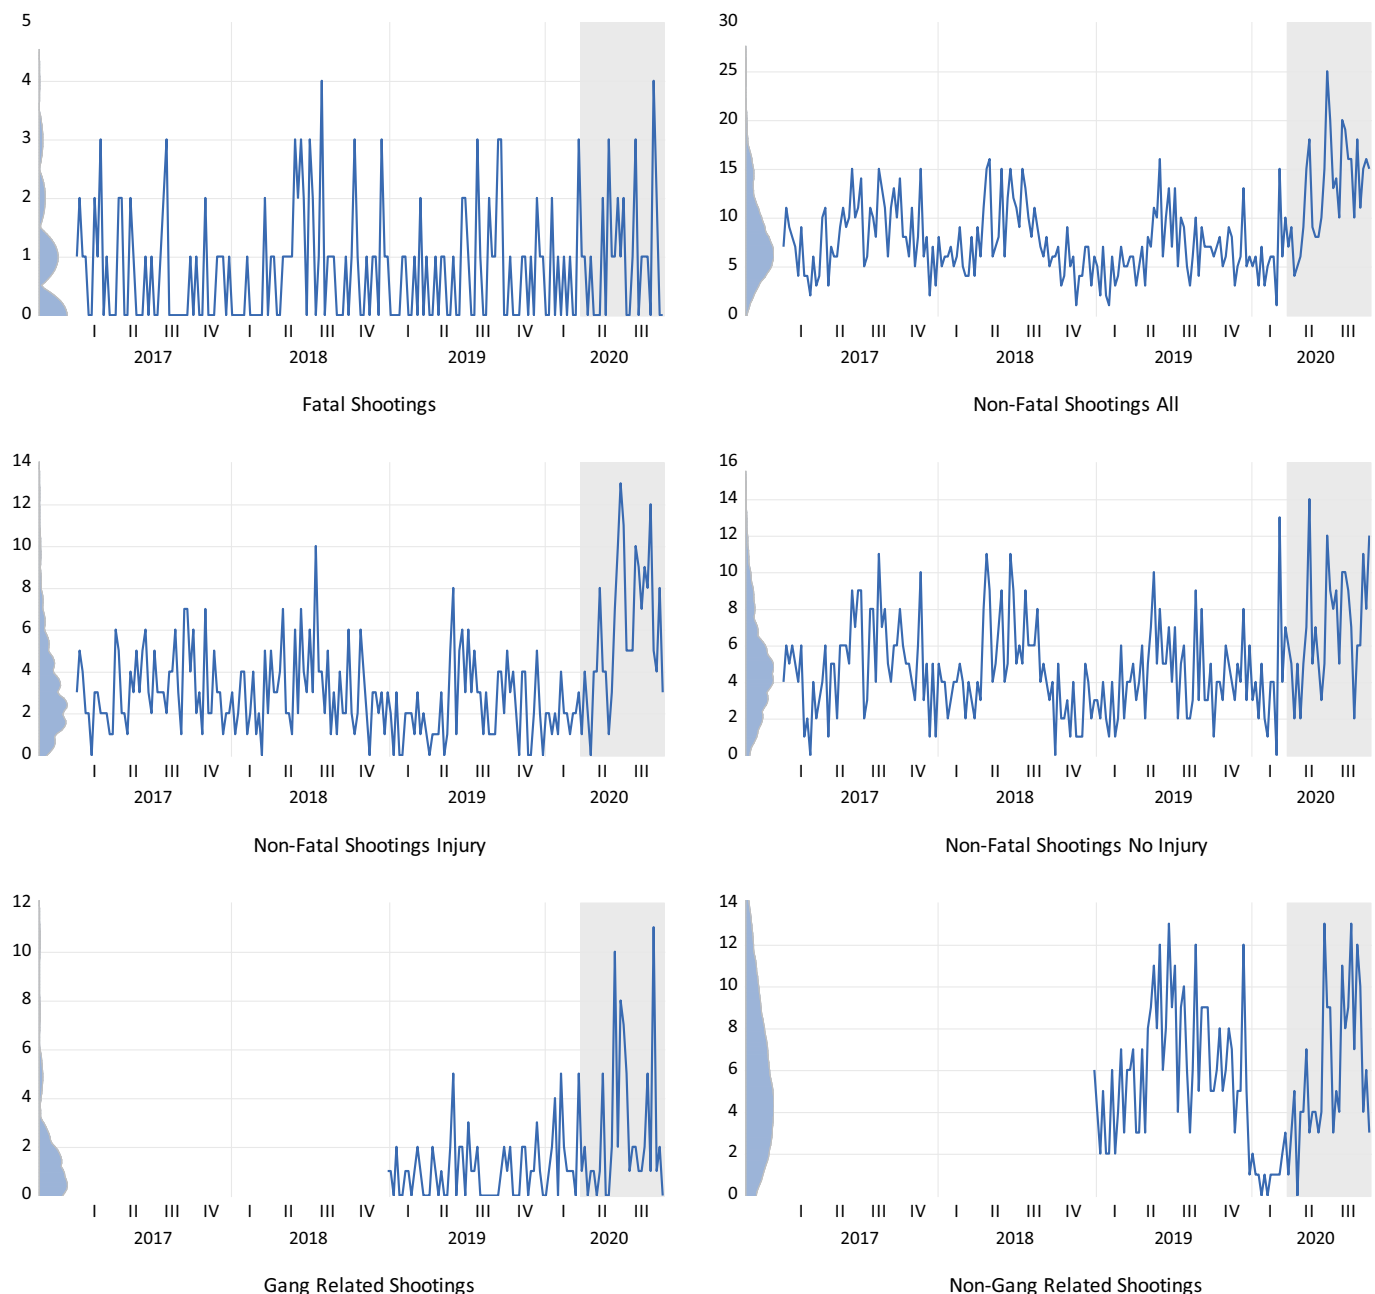 5
4
3
2
1
0
I II III IV I II III IV I II III IV I II III
2017 2018 2019 2020
Fatal Shootings
30
25
20
15
10
5
0
I II III IV I II III IV I II III IV I II III
2017 2018 2019 2020
Non-Fatal Shootings All
14
12
10
8
6
4
2
0
I II III IV I II III IV I II III IV I II III
2017 2018 2019 2020
Non-Fatal Shootings Injury
16
14
12
10
8
6
4
2
0
I II III IV I II III IV I II III IV I II III
2017 2018 2019 2020
Non-Fatal Shootings No Injury
12
10
8
6
4
2
0
I II III IV I II III IV I II III IV I II III
2017 2018 2019 2020
Gang Related Shootings
14
12
10
8
6
4
2
0
I II III IV I II III IV I II III IV I II III
2017 2018 2019 2020
Non-Gang Related Shootings